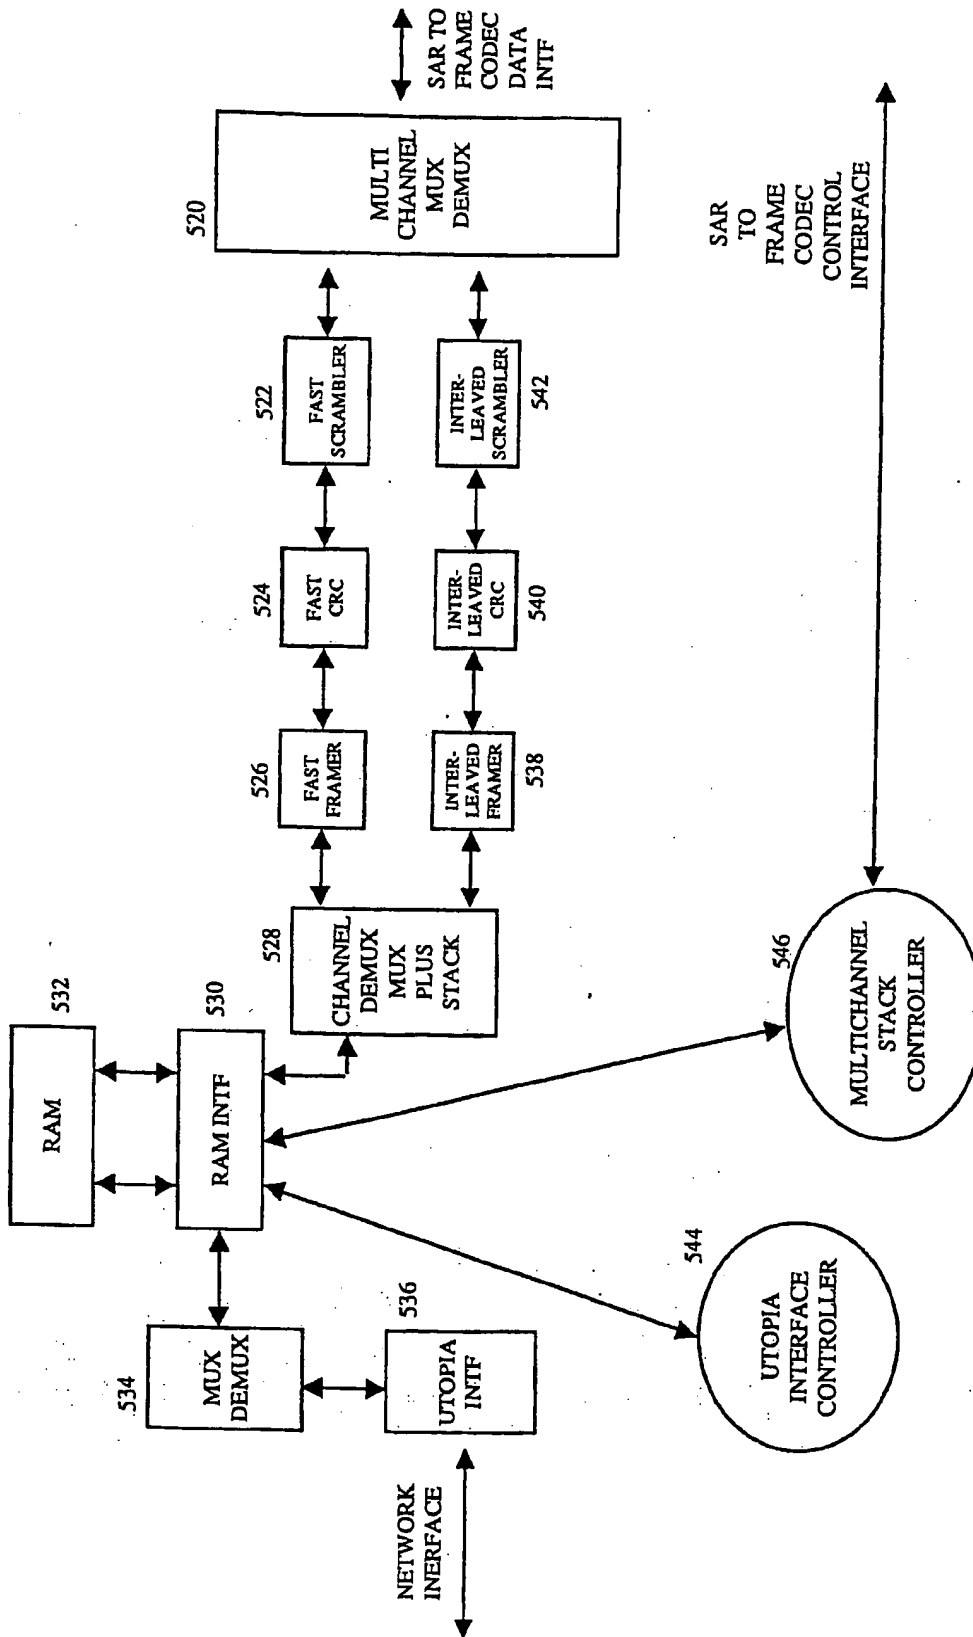 532
RAM
530
RAM INTF
534
MUX
DEMUX
536
UTOPIA
INTF
NETWORK
INERFACE
528
CHANNEL
DEMUX
MUX
PLUS
STACK
526
FAST
FRAMER
524
FAST
CRC
522
FAST
SCRAMBLER
520
MULTI
CHANNEL
MUX
DEMUX
SAR TO
FRAME
CODEC
DATA
INTF
INTER-
LEAVED
FRAMER
538
INTER-
LEAVED
CRC
540
INTER-
LEAVED
SCRAMBLER
542
544
UTOPIA
INTERFACE
CONTROLLER
546
MULTICHANNEL
STACK
CONTROLLER
SAR
TO
FRAME
CODEC
CONTROL
INTERFACE